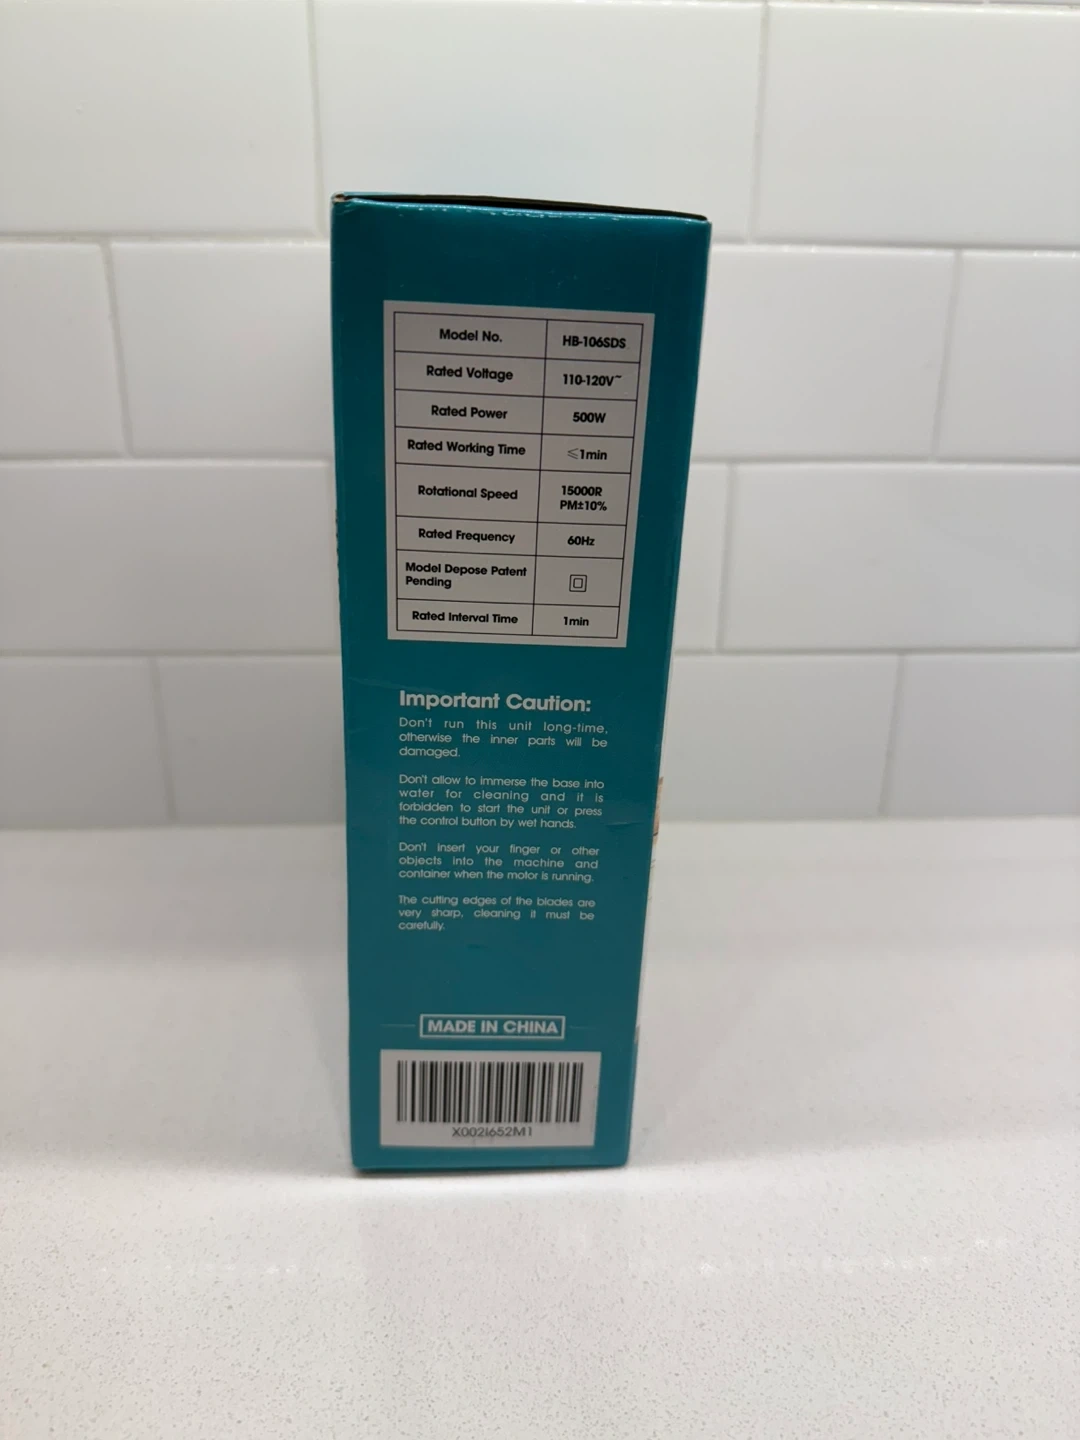 Model No. HB-106SDS
Rated Voltage 110-120V~
Rated Power 500W
Rated Working Time ⩽1min
Rotational Speed 15000R
PM±10%
Rated Frequency 60Hz
Model Depose Patent
Pending
Rated Interval Time 1min
Important Caution:
Don't run this unit long-time,
otherwise the inner parts will be
damaged.
Don't allow to immerse the base into
water for cleaning and it is
forbidden to start the unit or press
the control button by wet hands.
Don't insert your finger or other
objects into the machine and
container when the motor is running.
The cutting edges of the blades are
very sharp, cleaning it must be
carefully.
MADE IN CHINA
X002I652M1